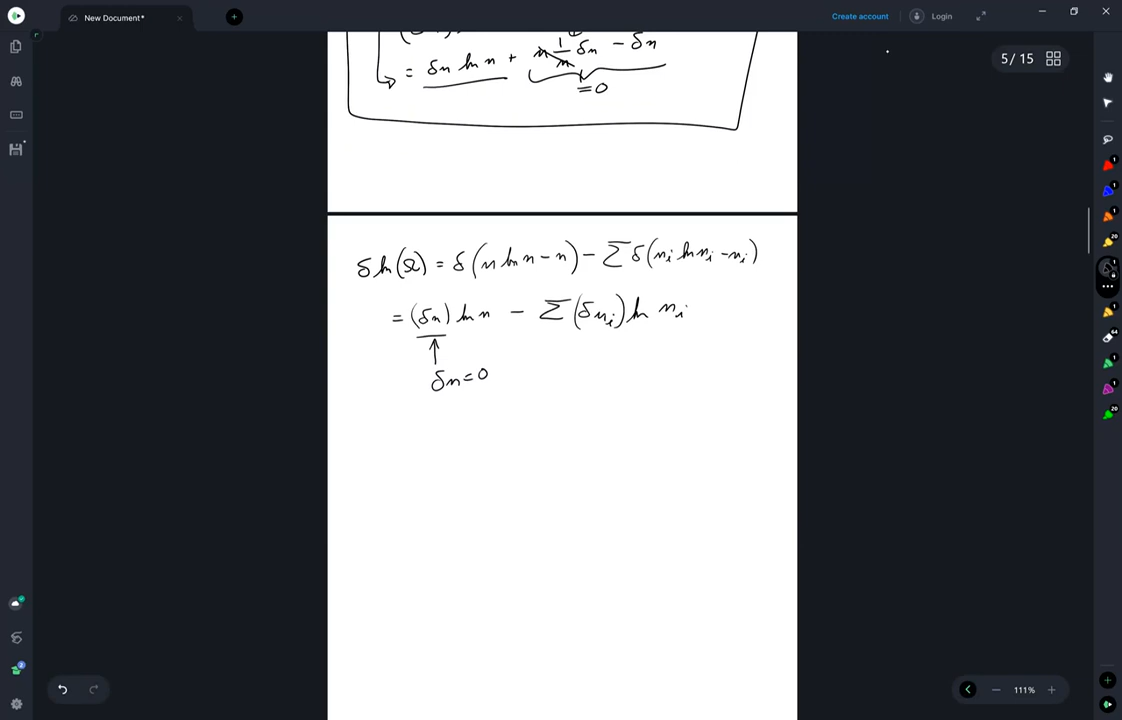 New Document*
Create account
Login
5 / 15
= δn ln n + n 1/n δn − δn
= 0
δ ln(Ω) = δ(n ln n − n) − Σ δ(nᵢ ln nᵢ − nᵢ)
= (δn) ln n − Σ (δnᵢ) ln nᵢ
δn = 0
111%